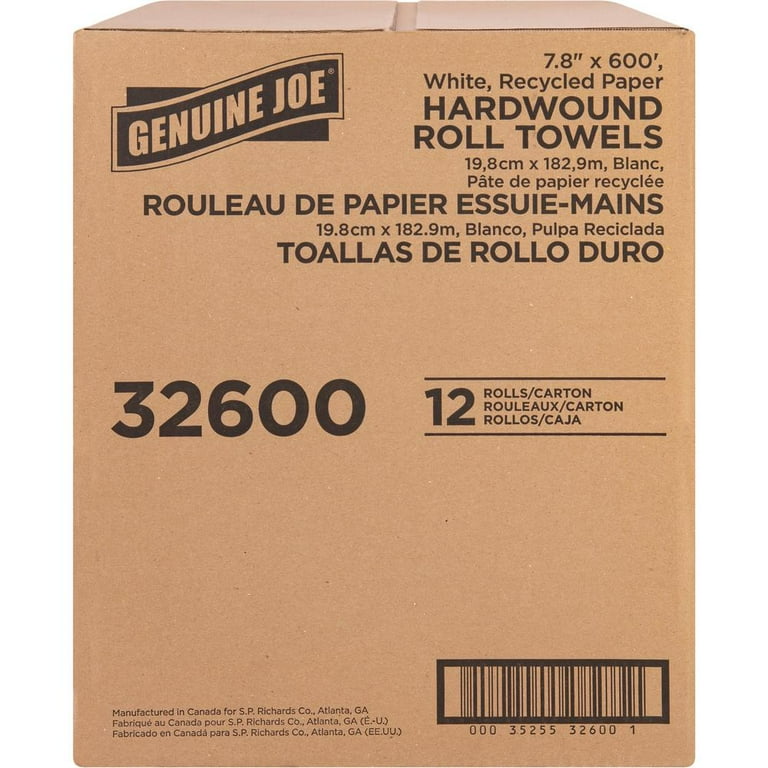 GENUINE JOE®
7.8" x 600',
White, Recycled Paper
HARDWOUND
ROLL TOWELS
19,8cm x 182,9m, Blanc,
Pâte de papier recyclée
ROULEAU DE PAPIER ESSUIE-MAINS
19.8cm x 182.9m, Blanco, Pulpa Reciclada
TOALLAS DE ROLLO DURO
32600
12
ROLLS/CARTON
ROULEAUX/CARTON
ROLLOS/CAJA
Manufactured in Canada for S.P. Richards Co., Atlanta, GA
Fabriqué au Canada pour S.P. Richards Co., Atlanta, GA (É.-U.)
Fabricado en Canadá para S.P. Richards Co., Atlanta, GA (EE.UU.)
000 35255 32600 1